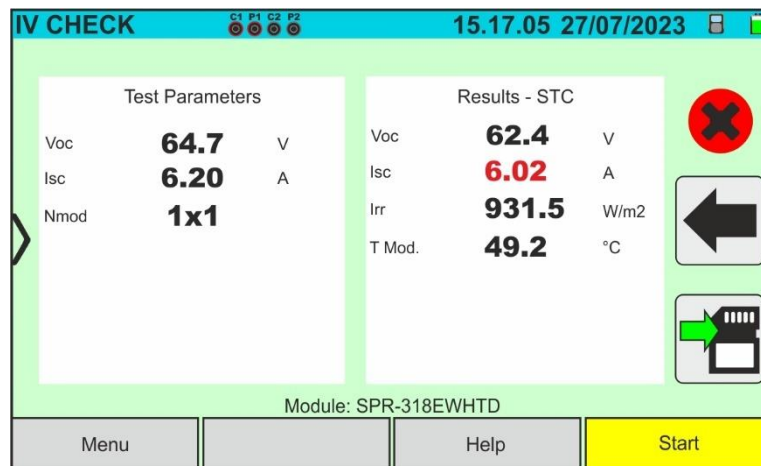 IV CHECK C1 P1 C2 P2 15.17.05 27/07/2023
Test Parameters
Voc 64.7 V
Isc 6.20 A
Nmod 1x1
Results - STC
Voc 62.4 V
Isc 6.02 A
Irr 931.5 W/m2
T Mod. 49.2 °C
Module: SPR-318EWHTD
Menu Help Start